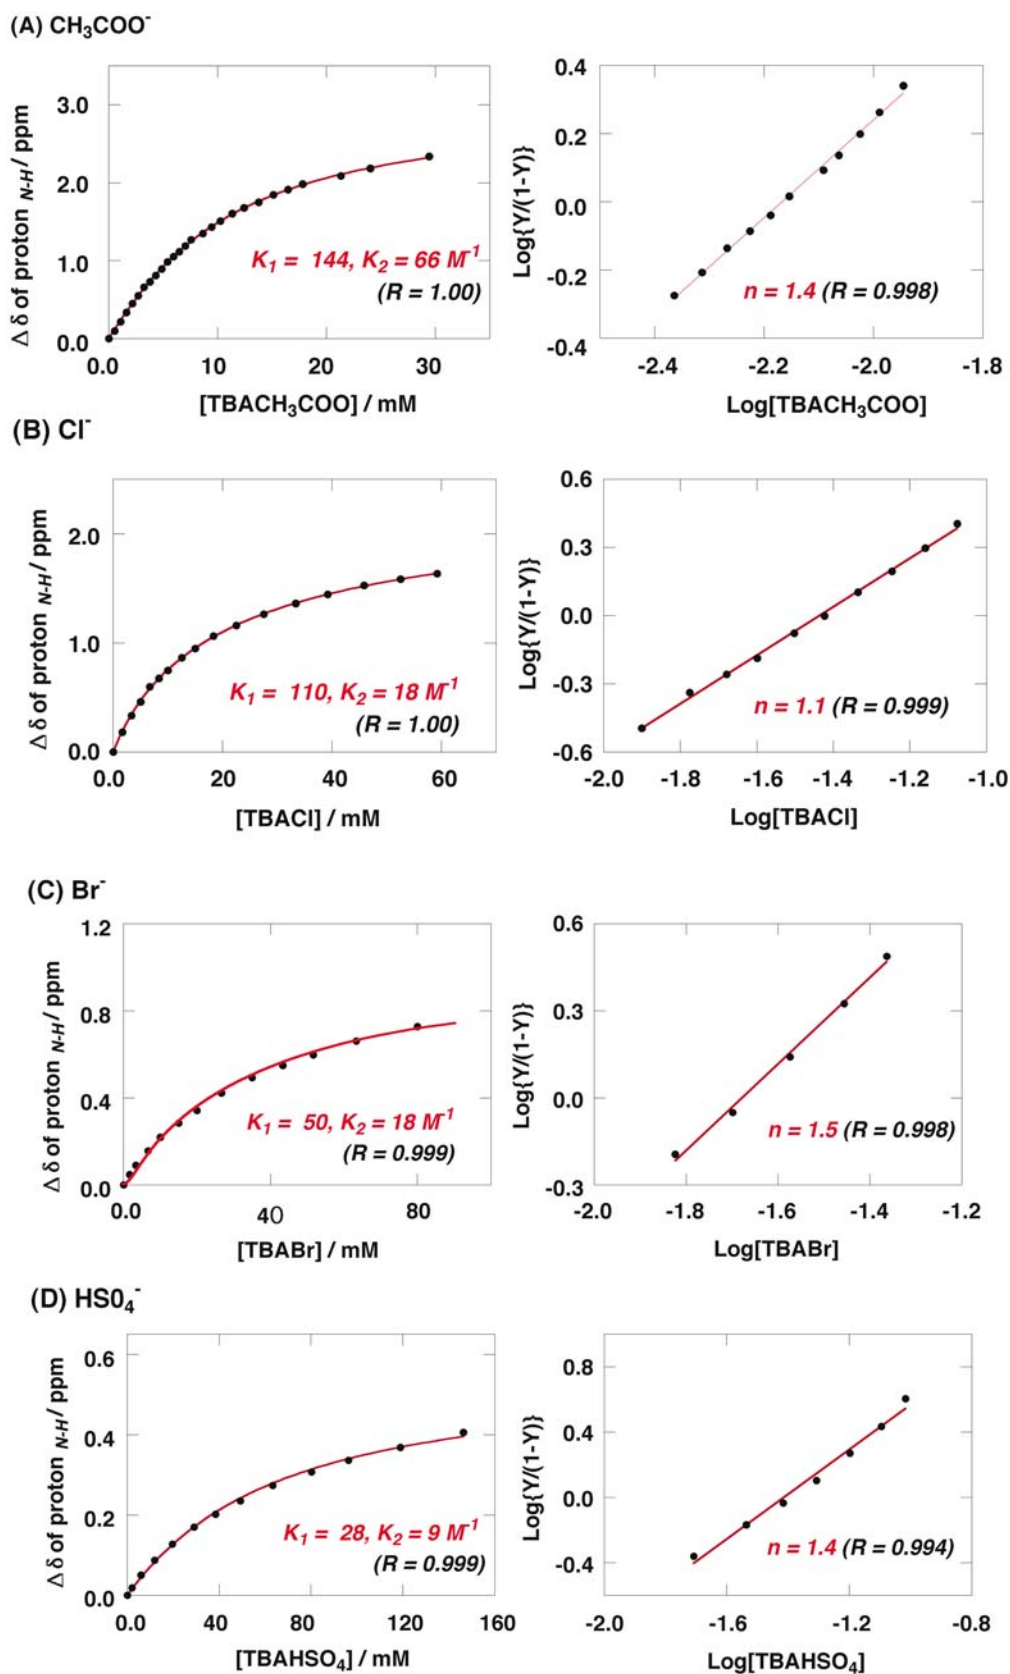 (A) CH₃COO⁻
Δ δ of proton N-H / ppm
3.0
2.0
1.0
0.0
K₁ = 144, K₂ = 66 M⁻¹
(R = 1.00)
0.0 10 20 30
[TBACH₃COO] / mM
Log{Y/(1-Y)}
0.4
0.2
0.0
-0.2
-0.4
n = 1.4 (R = 0.998)
-2.4 -2.2 -2.0 -1.8
Log[TBACH₃COO]
(B) Cl⁻
Δ δ of proton N-H / ppm
2.0
1.0
0.0
K₁ = 110, K₂ = 18 M⁻¹
(R = 1.00)
0.0 20 40 60
[TBACl] / mM
Log{Y/(1-Y)}
0.6
0.3
0.0
-0.3
-0.6
n = 1.1 (R = 0.999)
-2.0 -1.8 -1.6 -1.4 -1.2 -1.0
Log[TBACl]
(C) Br⁻
Δ δ of proton N-H / ppm
1.2
0.8
0.4
0.0
K₁ = 50, K₂ = 18 M⁻¹
(R = 0.999)
0.0 40 80
[TBABr] / mM
Log{Y/(1-Y)}
0.6
0.3
0.0
-0.3
n = 1.5 (R = 0.998)
-2.0 -1.8 -1.6 -1.4 -1.2
Log[TBABr]
(D) HS0₄⁻
Δ δ of proton N-H / ppm
0.6
0.4
0.2
0.0
K₁ = 28, K₂ = 9 M⁻¹
(R = 0.999)
0 40 80 120 160
[TBAHSO₄] / mM
Log{Y/(1-Y)}
0.8
0.4
0.0
-0.4
n = 1.4 (R = 0.994)
-2.0 -1.6 -1.2 -0.8
Log[TBAHSO₄]